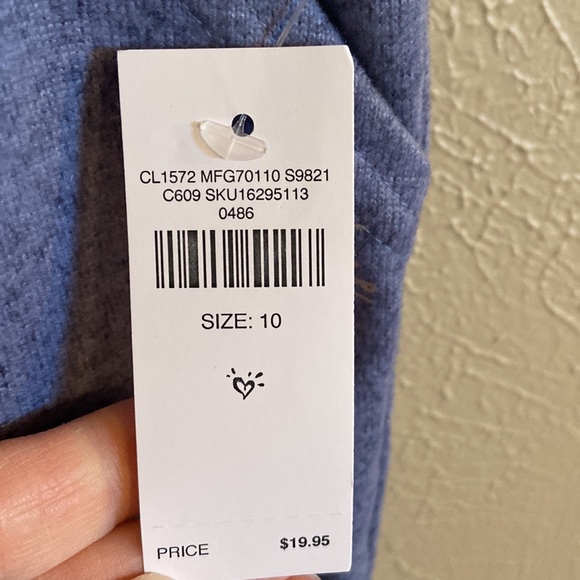 CL1572 MFG70110 S9821
C609 SKU16295113
0486
SIZE: 10
PRICE $19.95